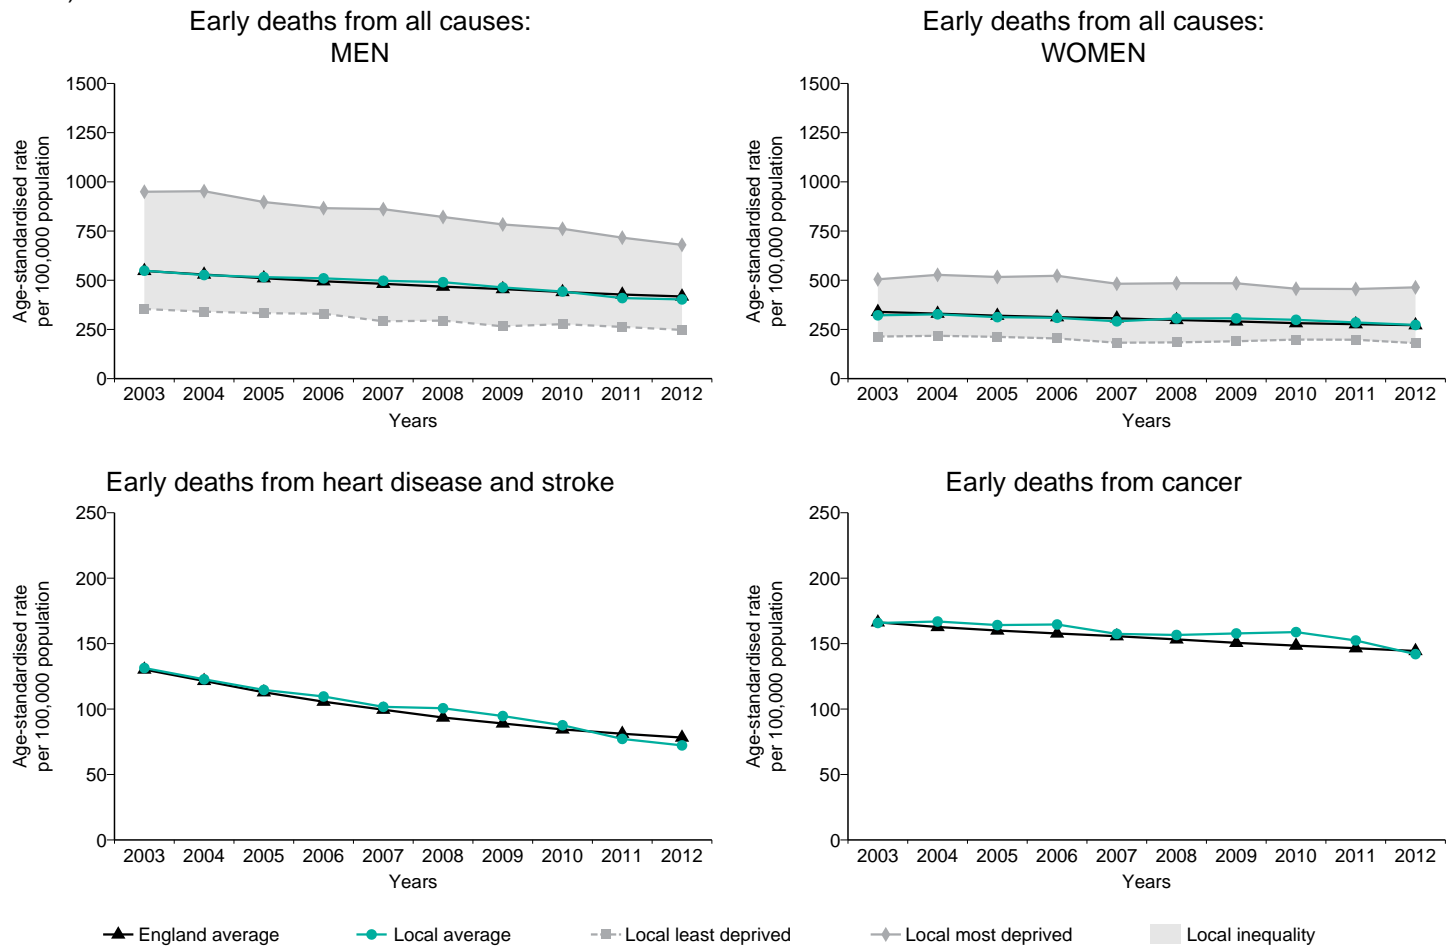 Early deaths from all causes:
MEN
1500
1250
1000
750
500
250
0
Age-standardised rate
per 100,000 population
2003 2004 2005 2006 2007 2008 2009 2010 2011 2012
Years
Early deaths from all causes:
WOMEN
1500
1250
1000
750
500
250
0
Age-standardised rate
per 100,000 population
2003 2004 2005 2006 2007 2008 2009 2010 2011 2012
Years
Early deaths from heart disease and stroke
250
200
150
100
50
0
Age-standardised rate
per 100,000 population
2003 2004 2005 2006 2007 2008 2009 2010 2011 2012
Years
Early deaths from cancer
250
200
150
100
50
0
Age-standardised rate
per 100,000 population
2003 2004 2005 2006 2007 2008 2009 2010 2011 2012
Years
England average Local average Local least deprived Local most deprived Local inequality